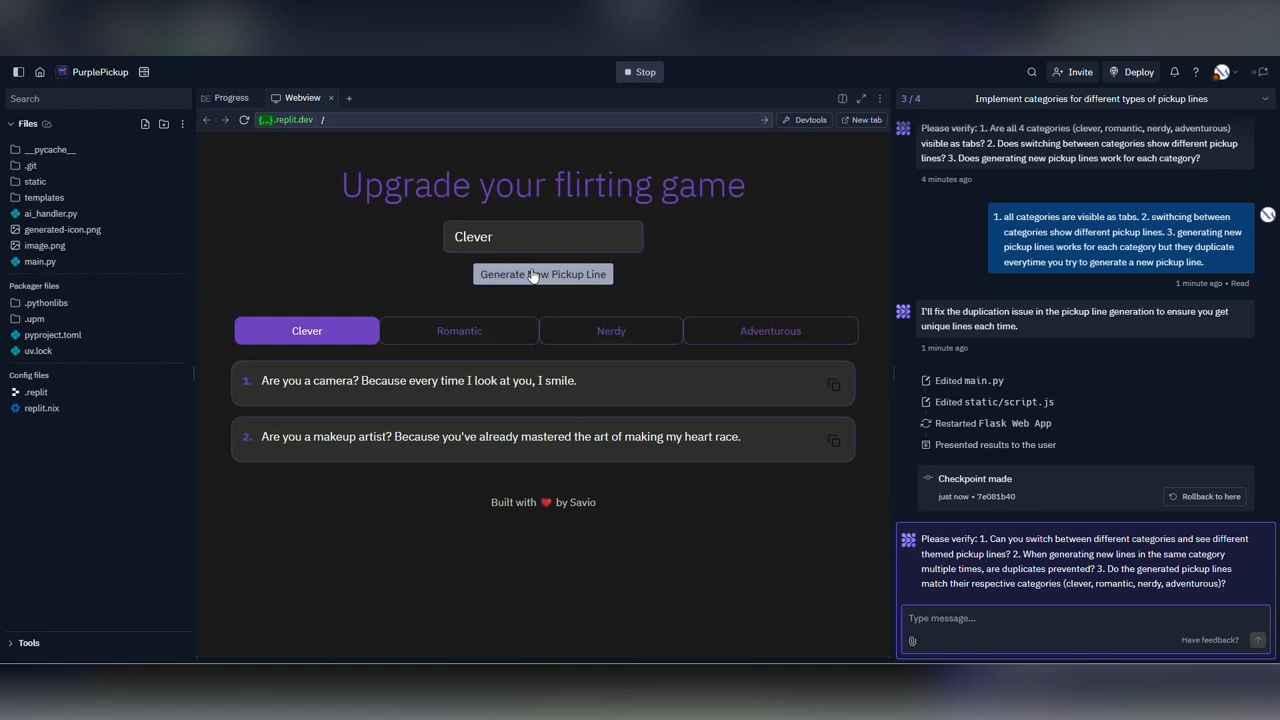 PurplePickup
Stop
Invite
Deploy
Search
Progress
Webview
3 / 4
Implement categories for different types of pickup lines
Files
{...}.replit.dev /
Devtools
New tab
__pycache__
.git
static
templates
ai_handler.py
generated-icon.png
image.png
main.py
Packager files
.pythonlibs
.upm
pyproject.toml
uv.lock
Config files
.replit
replit.nix
Tools
Upgrade your flirting game
Clever
Generate New Pickup Line
Clever
Romantic
Nerdy
Adventurous
1. Are you a camera? Because every time I look at you, I smile.
2. Are you a makeup artist? Because you've already mastered the art of making my heart race.
Built with ❤️ by Savio
Please verify: 1. Are all 4 categories (clever, romantic, nerdy, adventurous)
visible as tabs? 2. Does switching between categories show different pickup
lines? 3. Does generating new pickup lines work for each category?
4 minutes ago
1. all categories are visible as tabs. 2. swithcing between
categories show different pickup lines. 3. generating new
pickup lines works for each category but they duplicate
everytime you try to generate a new pickup line.
1 minute ago • Read
I'll fix the duplication issue in the pickup line generation to ensure you get
unique lines each time.
1 minute ago
Edited main.py
Edited static/script.js
Restarted Flask Web App
Presented results to the user
Checkpoint made
just now • 7e081b40
Rollback to here
Please verify: 1. Can you switch between different categories and see different
themed pickup lines? 2. When generating new lines in the same category
multiple times, are duplicates prevented? 3. Do the generated pickup lines
match their respective categories (clever, romantic, nerdy, adventurous)?
Type message...
Have feedback?